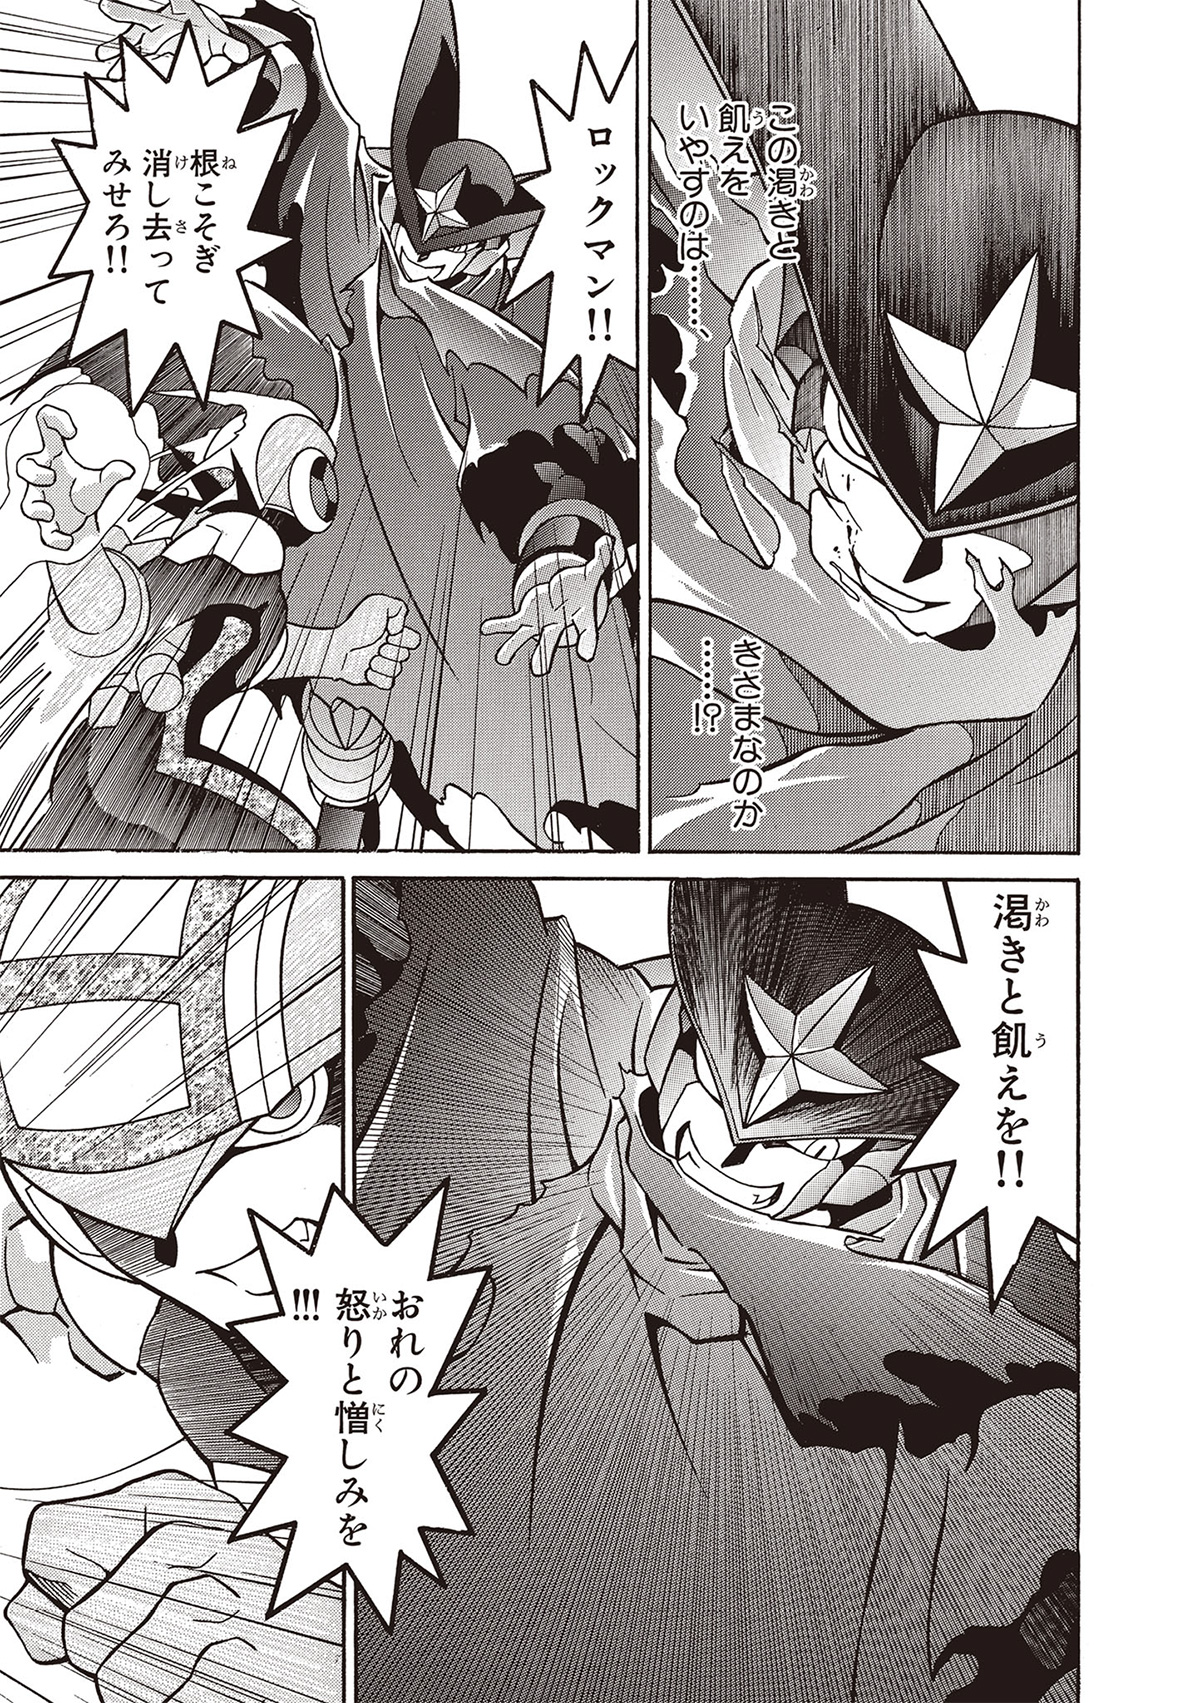 この渇きと
飢えを
いやすのは……、
きさまなのか
……!?
ロックマン!!
根こそぎ
消し去って
みせろ!!
渇きと飢えを!!
おれの
怒りと憎しみを
!!!